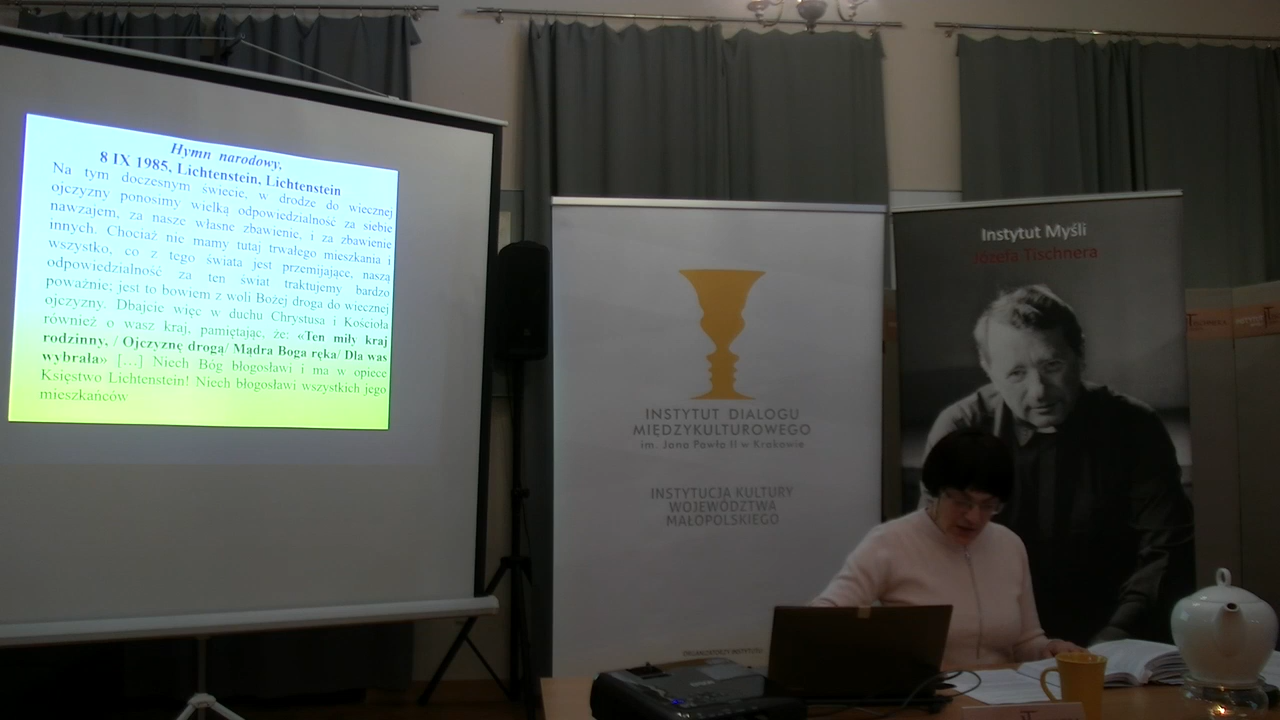 Hymn narodowy.
8 IX 1985, Lichtenstein, Lichtenstein
Na tym doczesnym świecie, w drodze do wiecznej
ojczyzny ponosimy wielką odpowiedzialność za siebie
nawzajem, za nasze własne zbawienie, i za zbawienie
innych. Chociaż nie mamy tutaj trwałego mieszkania i
wszystko, co z tego świata jest przemijające, naszą
odpowiedzialność za ten świat traktujemy bardzo
poważnie; jest to bowiem z woli Bożej droga do wiecznej
ojczyzny. Dbajcie więc w duchu Chrystusa i Kościoła
również o wasz kraj, pamiętając, że: «Ten miły kraj
rodzinny, / Ojczyznę drogą/ Mądra Boga ręka/ Dla was
wybrała» [...] Niech Bóg błogosławi i ma w opiece
Księstwo Lichtenstein! Niech błogosławi wszystkich jego
mieszkańców
INSTYTUT DIALOGU
MIĘDZYKULTUROWEGO
im. Jana Pawła II w Krakowie
INSTYTUCJA KULTURY
WOJEWÓDZTWA
MAŁOPOLSKIEGO
Instytut Myśli
Józefa Tischnera